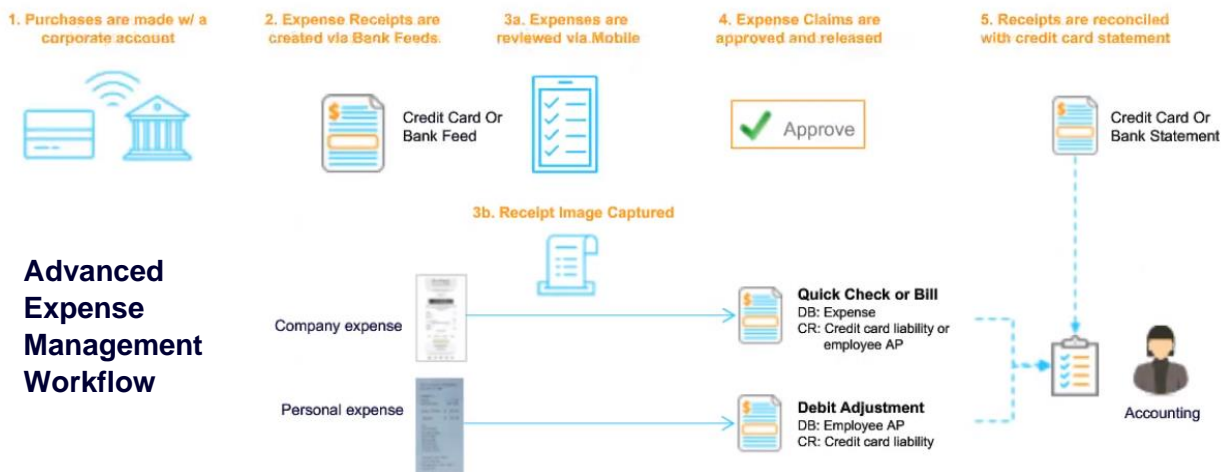 1. Purchases are made w/ a
corporate account
2. Expense Receipts are
created via Bank Feeds.
3a. Expenses are
reviewed via Mobile
4. Expense Claims are
approved and released
5. Receipts are reconciled
with credit card statement
Credit Card Or
Bank Feed
Approve
Credit Card Or
Bank Statement
3b. Receipt Image Captured
Advanced
Expense
Management
Workflow
Company expense
Quick Check or Bill
DB: Expense
CR: Credit card liability or
employee AP
Personal expense
Debit Adjustment
DB: Employee AP
CR: Credit card liability
Accounting